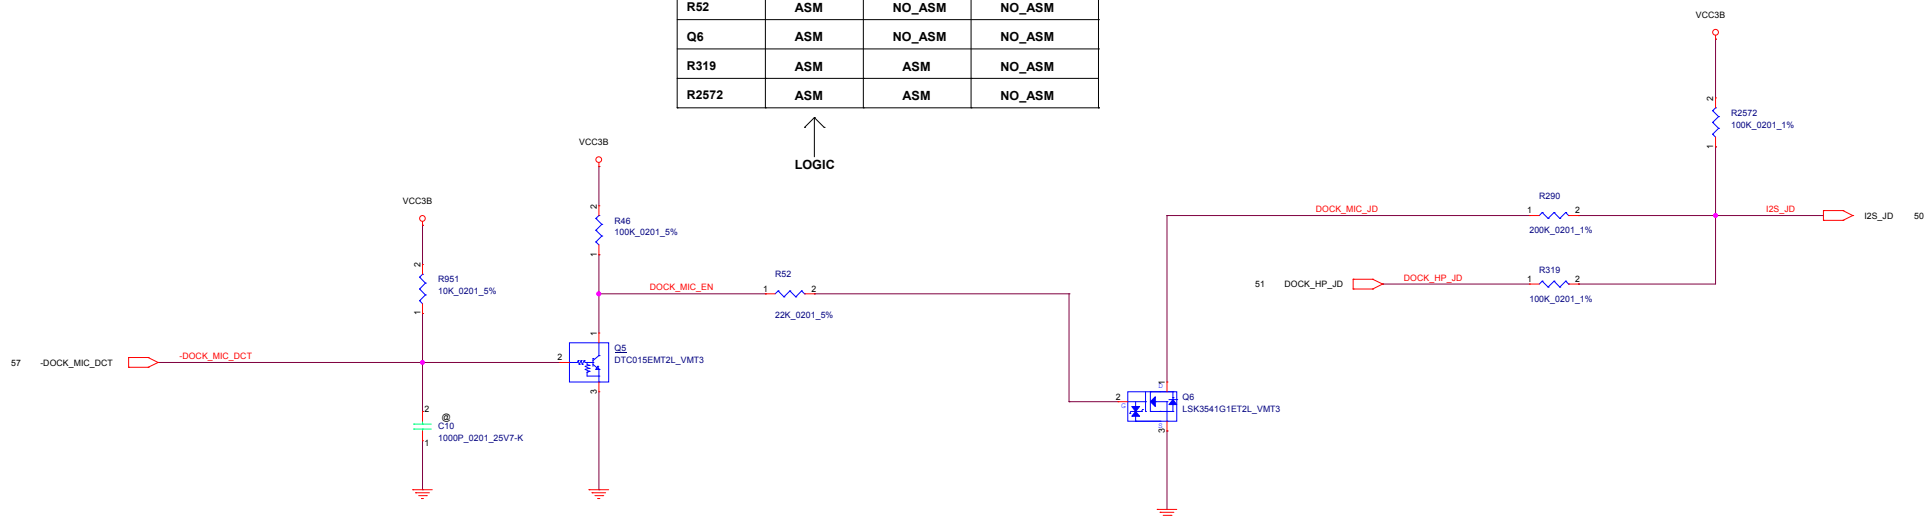 R52 ASM NO_ASM NO_ASM
Q6 ASM NO_ASM NO_ASM
R319 ASM ASM NO_ASM
R2572 ASM ASM NO_ASM
LOGIC
VCC3B
2
R2572
100K_0201_1%
1
VCC3B
2
R46
100K_0201_5%
1
VCC3B
2
R951
10K_0201_5%
1
DOCK_MIC_JD
R290
1 2
200K_0201_1%
I2S_JD
I2S_JD 50
51 DOCK_HP_JD
DOCK_HP_JD
R319
1 2
100K_0201_1%
DOCK_MIC_EN
R52
1 2
22K_0201_5%
57 -DOCK_MIC_DCT
-DOCK_MIC_DCT
1
2
Q5
DTC015EMT2L_VMT3
3
2
@
C10
1000P_0201_25V7-K
1
1
D
2
G
Q6
LSK3541G1ET2L_VMT3
S
3